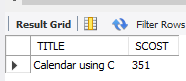 Result Grid Filter Rows
TITLE SCOST
Calendar using C 351